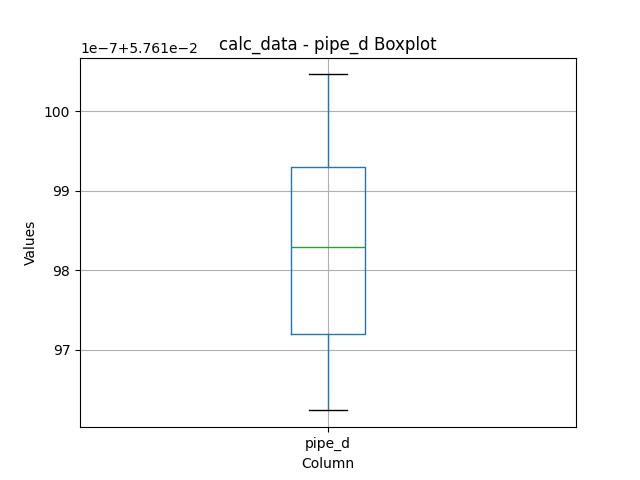 calc_data - pipe_d Boxplot
1e−7+5.761e−2
100
99
98
97
Values
pipe_d
Column